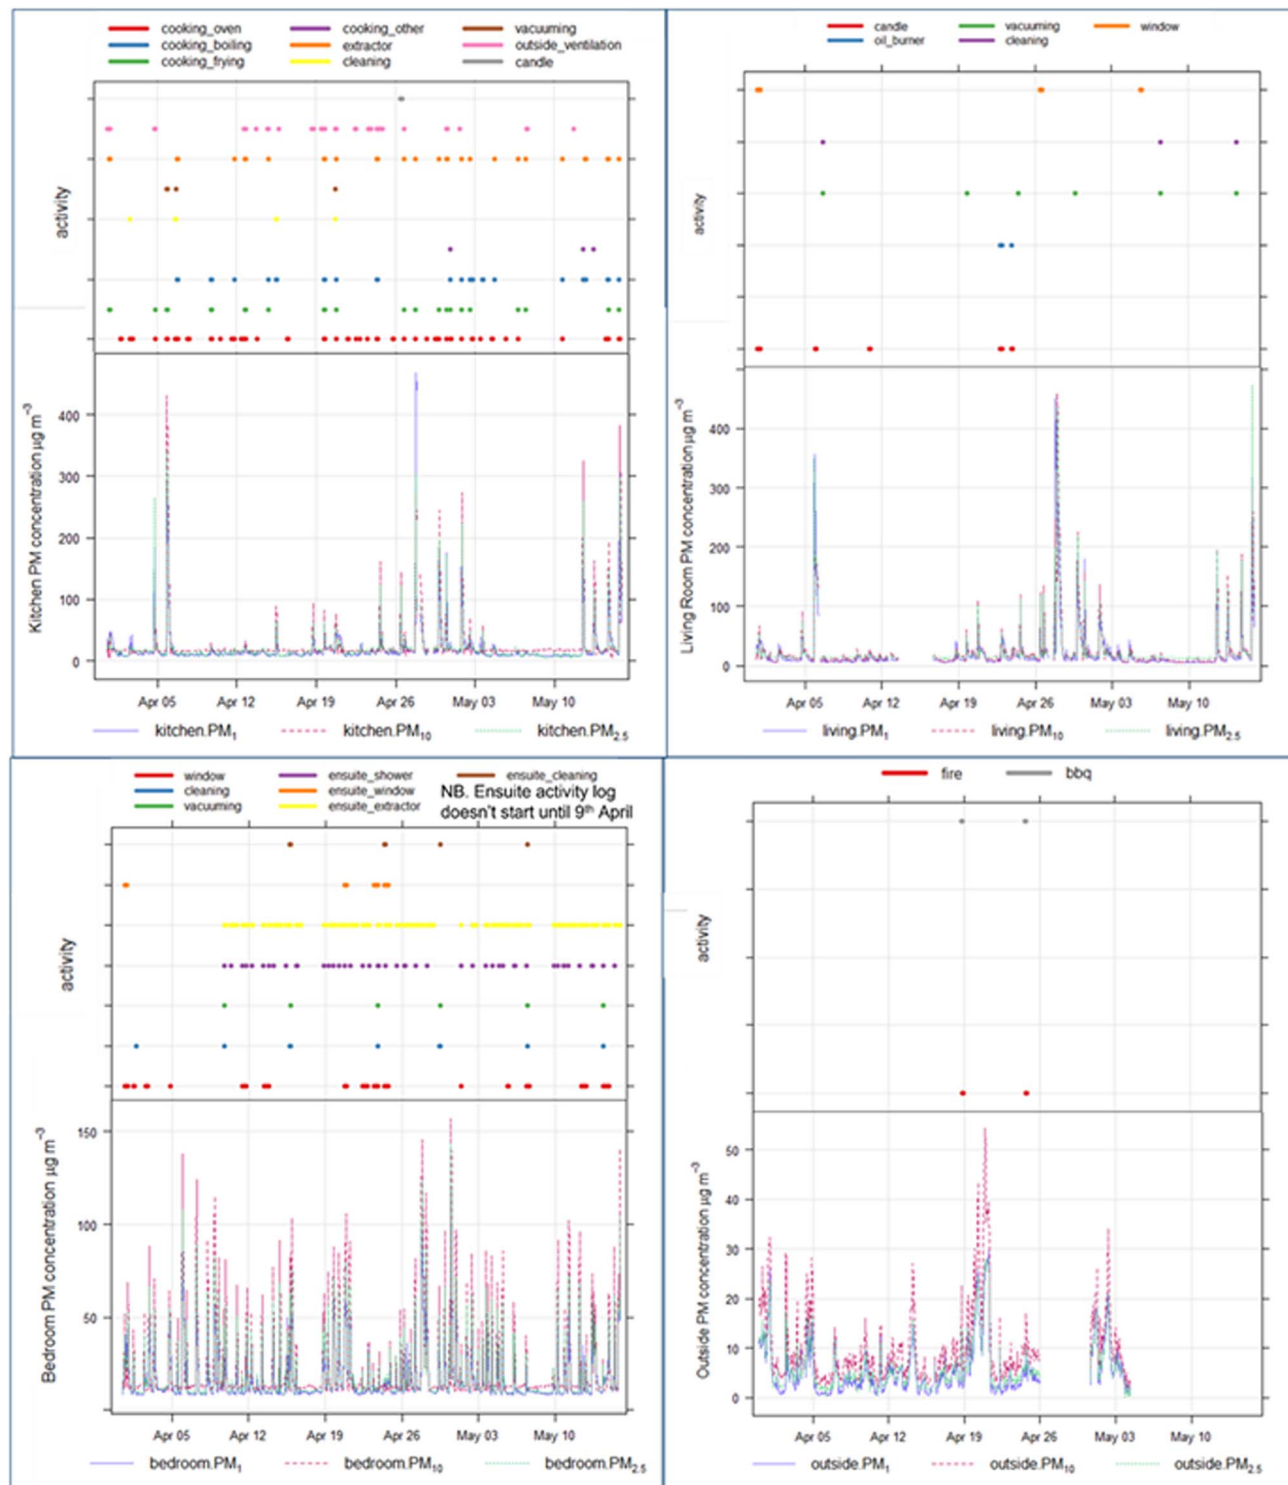 cooking_oven cooking_other vacuuming
cooking_boiling extractor outside_ventilation
cooking_frying cleaning candle
activity
Kitchen PM concentration µg m⁻³
400
300
200
100
0
Apr 05 Apr 12 Apr 19 Apr 26 May 03 May 10
kitchen.PM₁ kitchen.PM₁₀ kitchen.PM₂.₅
candle vacuuming window
oil_burner cleaning
activity
Living Room PM concentration µg m⁻³
400
300
200
100
0
Apr 05 Apr 12 Apr 19 Apr 26 May 03 May 10
living.PM₁ living.PM₁₀ living.PM₂.₅
window ensuite_shower ensuite_cleaning
cleaning ensuite_window
vacuuming ensuite_extractor
NB. Ensuite activity log
doesn't start until 9ᵗʰ April
activity
Bedroom PM concentration µg m⁻³
150
100
50
Apr 05 Apr 12 Apr 19 Apr 26 May 03 May 10
bedroom.PM₁ bedroom.PM₁₀ bedroom.PM₂.₅
fire bbq
activity
Outside PM concentration µg m⁻³
50
40
30
20
10
0
Apr 05 Apr 12 Apr 19 Apr 26 May 03 May 10
outside.PM₁ outside.PM₁₀ outside.PM₂.₅